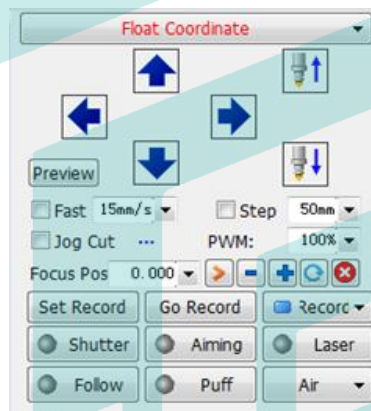 Float Coordinate
Preview
Fast 15mm/s Step 50mm
Jog Cut ... PWM: 100%
Focus Pos 0.000
Set Record Go Record Record
Shutter Aiming Laser
Follow Puff Air